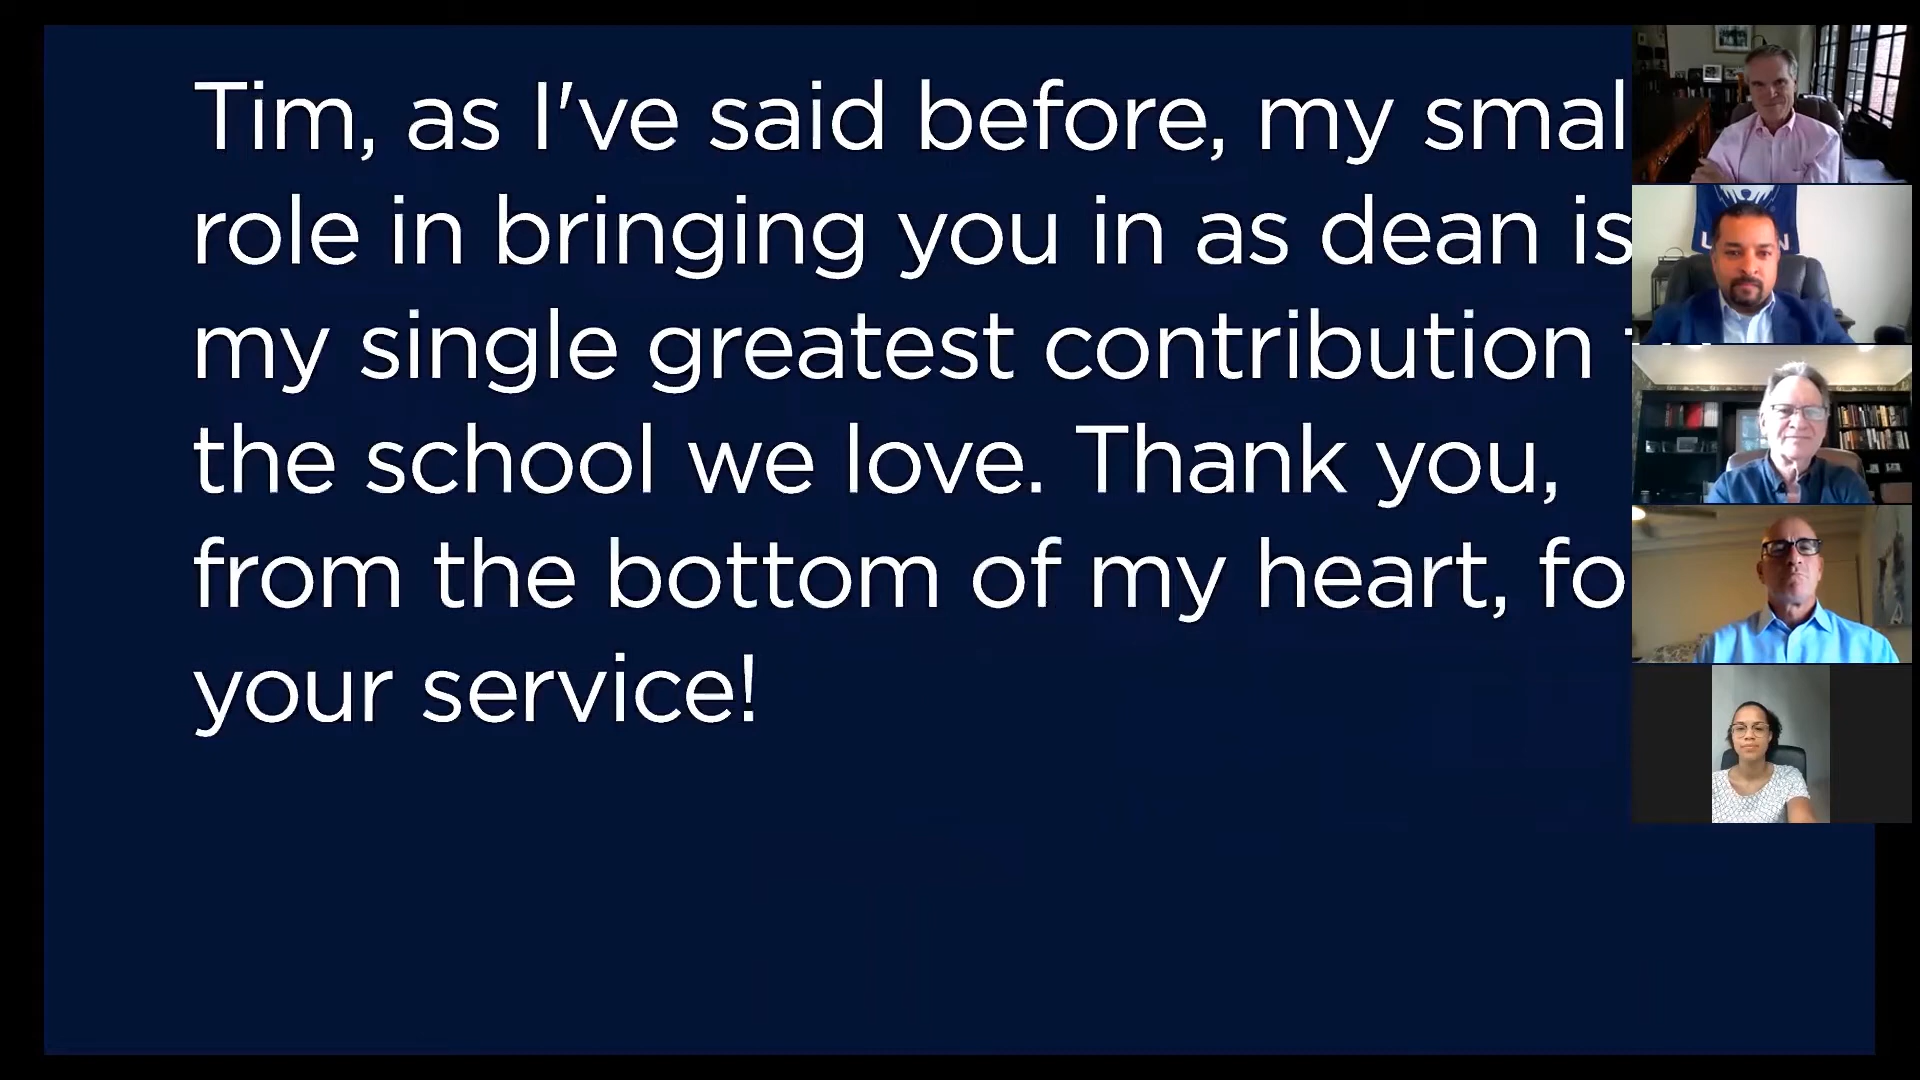 Tim, as I've said before, my smal
role in bringing you in as dean is
my single greatest contribution
the school we love. Thank you,
from the bottom of my heart, fo
your service!